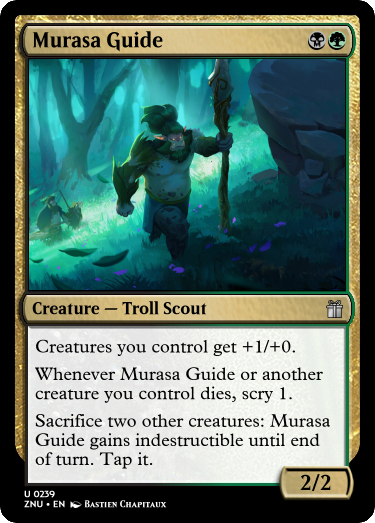 Murasa Guide
Creature — Troll Scout
Creatures you control get +1/+0.
Whenever Murasa Guide or another
creature you control dies, scry 1.
Sacrifice two other creatures: Murasa
Guide gains indestructible until end
of turn. Tap it.
2/2
U 0239
ZNU • EN Bastien Chapitaux